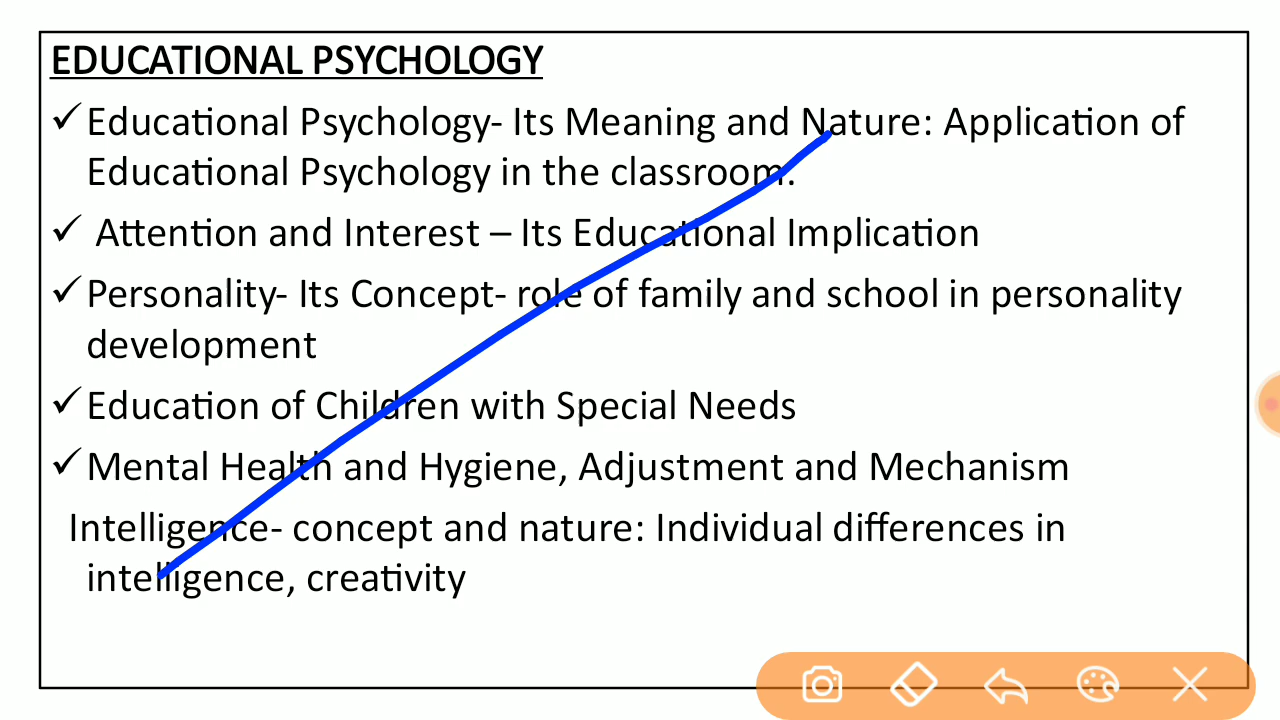 EDUCATIONAL PSYCHOLOGY
✓Educational Psychology- Its Meaning and Nature: Application of
Educational Psychology in the classroom.
✓ Attention and Interest – Its Educational Implication
✓Personality- Its Concept- role of family and school in personality
development
✓Education of Children with Special Needs
✓Mental Health and Hygiene, Adjustment and Mechanism
Intelligence- concept and nature: Individual differences in
intelligence, creativity